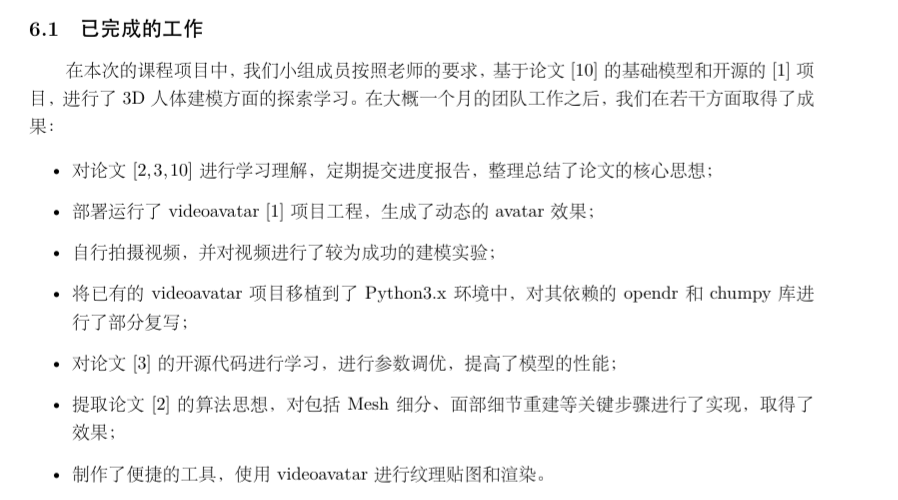 6.1 已完成的工作
在本次的课程项目中，我们小组成员按照老师的要求，基于论文 [10] 的基础模型和开源的 [1] 项
目，进行了 3D 人体建模方面的探索学习。在大概一个月的团队工作之后，我们在若干方面取得了成
果：
• 对论文 [2,3,10] 进行学习理解，定期提交进度报告，整理总结了论文的核心思想；
• 部署运行了 videoavatar [1] 项目工程，生成了动态的 avatar 效果；
• 自行拍摄视频，并对视频进行了较为成功的建模实验；
• 将已有的 videoavatar 项目移植到了 Python3.x 环境中，对其依赖的 opendr 和 chumpy 库进
行了部分复写；
• 对论文 [3] 的开源代码进行学习，进行参数调优，提高了模型的性能；
• 提取论文 [2] 的算法思想，对包括 Mesh 细分、面部细节重建等关键步骤进行了实现，取得了
效果；
• 制作了便捷的工具，使用 videoavatar 进行纹理贴图和渲染。